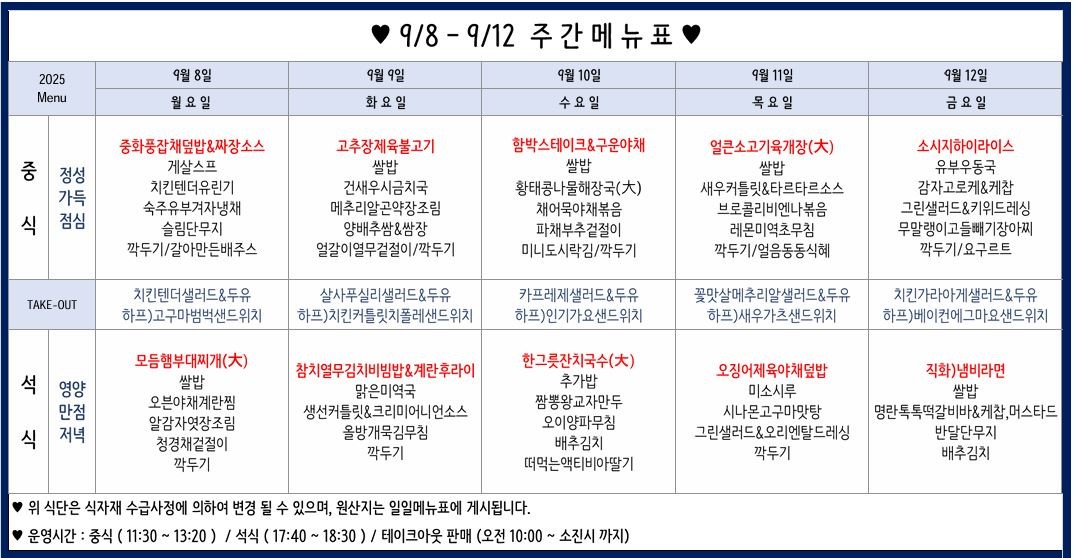 ♥ 9/8 - 9/12 주간메뉴표 ♥
2025
Menu
9월 8일
9월 9일
9월 10일
9월 11일
9월 12일
월요일
화요일
수요일
목요일
금요일
중
식
정성
가득
점심
중화풍잡채덮밥&짜장소스
게살스프
치킨텐더유린기
숙주유부겨자냉채
슬림단무지
깍두기/갈아만든배주스
고추장제육불고기
쌀밥
건새우시금치국
메추리알곤약장조림
양배추쌈&쌈장
얼갈이열무겉절이/깍두기
함박스테이크&구운야채
쌀밥
황태콩나물해장국(大)
채어묵야채볶음
파채부추겉절이
미니도시락김/깍두기
얼큰소고기육개장(大)
쌀밥
새우커틀릿&타르타르소스
브로콜리비엔나볶음
레몬미역초무침
깍두기/얼음동동식혜
소시지하이라이스
유부우동국
감자고로케&케찹
그린샐러드&키위드레싱
무말랭이고들빼기장아찌
깍두기/요구르트
TAKE-OUT
치킨텐더샐러드&두유
하프)고구마범벅샌드위치
살사푸실리샐러드&두유
하프)치킨커틀릿치폴레샌드위치
카프레제샐러드&두유
하프)인기가요샌드위치
꽃맛살메추리알샐러드&두유
하프)새우가츠샌드위치
치킨가라아게샐러드&두유
하프)베이컨에그마요샌드위치
석
식
영양
만점
저녁
모듬햄부대찌개(大)
쌀밥
오븐야채계란찜
알감자엿장조림
청경채겉절이
깍두기
참치열무김치비빔밥&계란후라이
맑은미역국
생선커틀릿&크리미어니언소스
올방개묵김무침
깍두기
한그릇잔치국수(大)
추가밥
짬뽕왕교자만두
오이양파무침
배추김치
떠먹는액티비아딸기
오징어제육야채덮밥
미소시루
시나몬고구마맛탕
그린샐러드&오리엔탈드레싱
깍두기
직화)냄비라면
쌀밥
명란톡톡떡갈비바&케찹,머스타드
반달단무지
배추김치
♥ 위 식단은 식자재 수급사정에 의하여 변경 될 수 있으며, 원산지는 일일메뉴표에 게시됩니다.
♥ 운영시간 : 중식 ( 11:30 ~ 13:20 ) / 석식 ( 17:40 ~ 18:30 ) / 테이크아웃 판매 (오전 10:00 ~ 소진시 까지)